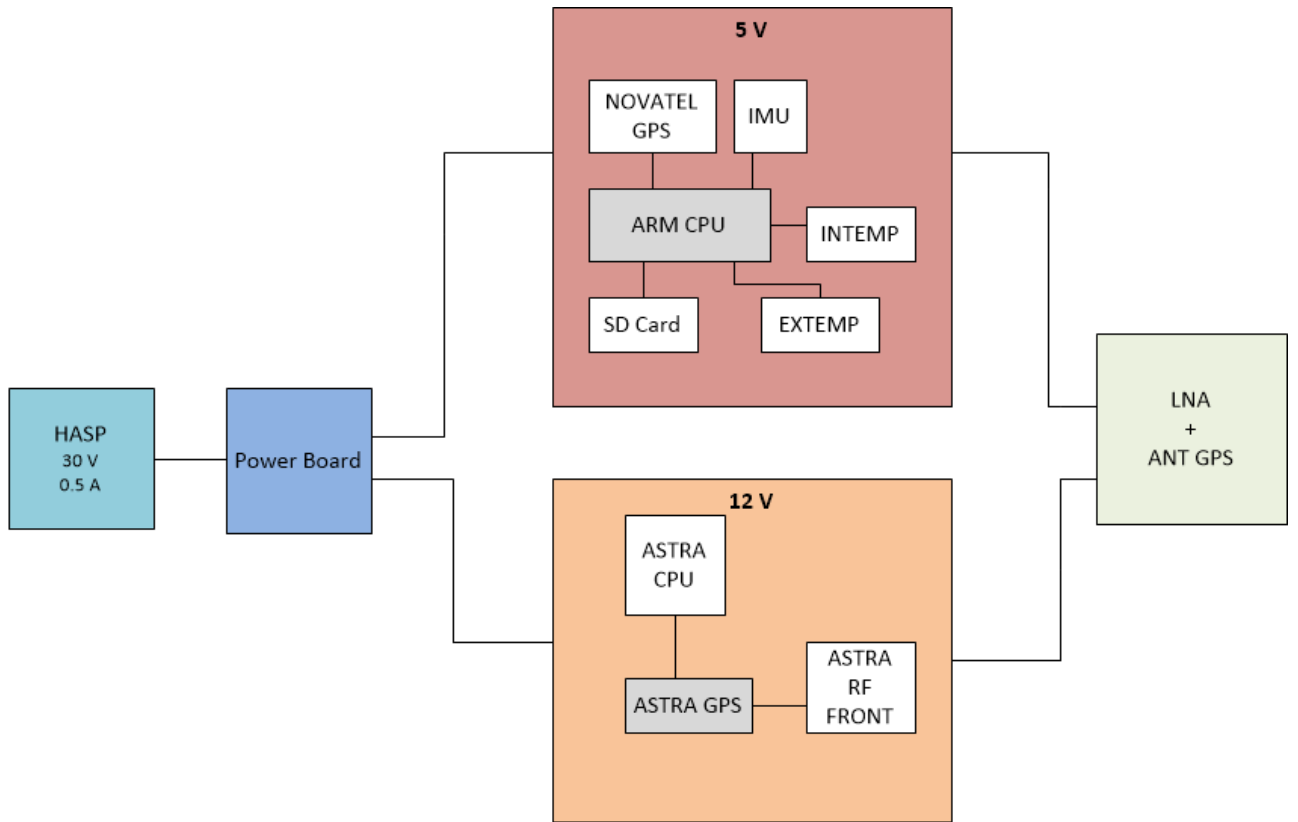 5 V
NOVATEL
GPS
IMU
ARM CPU
INTEMP
SD Card
EXTEMP
HASP
30 V
0.5 A
Power Board
LNA
+
ANT GPS
12 V
ASTRA
CPU
ASTRA GPS
ASTRA
RF
FRONT